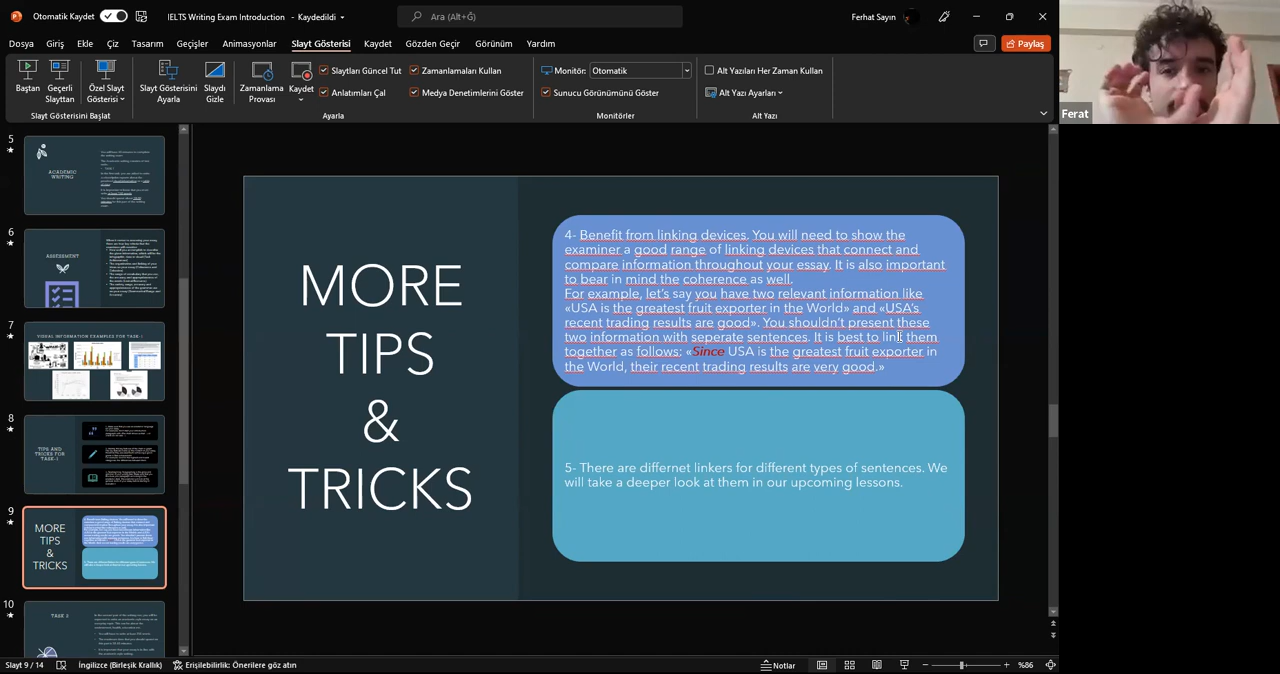 Otomatik Kaydet
IELTS Writing Exam Introduction - Kaydedildi
Ara (Alt+Ğ)
Ferhat Sayın
Dosya Giriş Ekle Çiz Tasarım Geçişler Animasyonlar Slayt Gösterisi Kaydet Gözden Geçir Görünüm Yardım
Paylaş
Baştan
Geçerli Slayttan
Özel Slayt Gösterisi
Slayt Gösterisini Ayarla
Slaydı Gizle
Zamanlama Provası
Kaydet
Slaytları Güncel Tut
Zamanlamaları Kullan
Anlatımları Çal
Medya Denetimlerini Göster
Monitör: Otomatik
Sunucu Görünümünü Göster
Alt Yazıları Her Zaman Kullan
Alt Yazı Ayarları
Slayt Gösterisini Başlat
Ayarla
Monitörler
Alt Yazı
Ferat
5
ACADEMIC
WRITING
6
ASSESSMENT
7
VISUAL INFORMATION EXAMPLES FOR TASK-1
8
TIPS AND
TRICKS FOR
TASK-1
9
MORE
TIPS
&
TRICKS
10
TASK 2
MORE
TIPS
&
TRICKS
4- Benefit from linking devices. You will need to show the
examiner a good range of linking devices that connect and
compare information throughout your essay. It is also important
to bear in mind the coherence as well.
For example, let's say you have two relevant information like
«USA is the greatest fruit exporter in the World» and «USA's
recent trading results are good». You shouldn't present these
two information with seperate sentences. It is best to link them
together as follows: «Since USA is the greatest fruit exporter in
the World, their recent trading results are very good.»
5- There are differnet linkers for different types of sentences. We
will take a deeper look at them in our upcoming lessons.
Slayt 9 / 14
İngilizce (Birleşik Krallık)
Erişilebilirlik: Önerilere göz atın
Notlar
%86